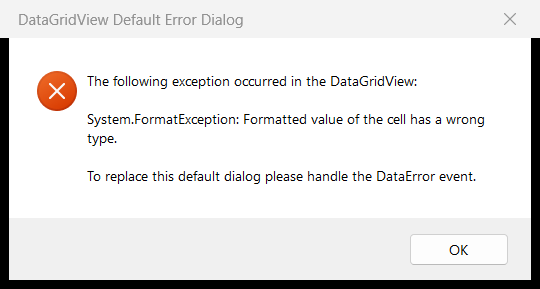 DataGridView Default Error Dialog
The following exception occurred in the DataGridView:
System.FormatException: Formatted value of the cell has a wrong
type.
To replace this default dialog please handle the DataError event.
OK